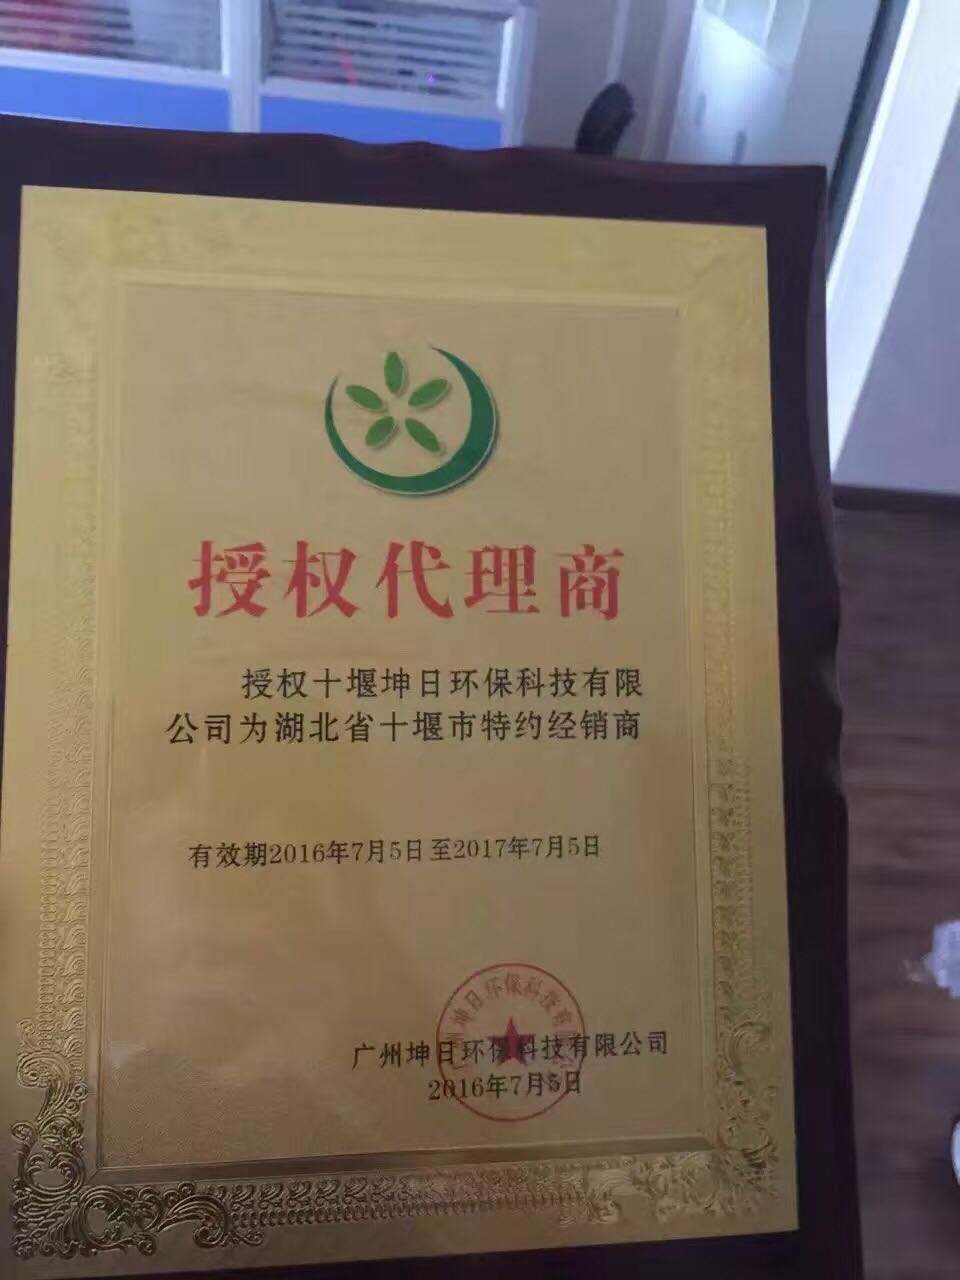 授权代理商
授权十堰坤日环保科技有限
公司为湖北省十堰市特约经销商
有效期2016年7月5日至2017年7月5日
广州坤日环保科技有限公司
2016年7月5日